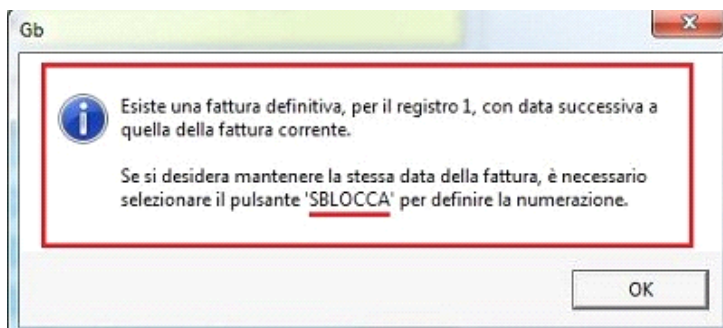 Gb
Esiste una fattura definitiva, per il registro 1, con data successiva a
quella della fattura corrente.
Se si desidera mantenere la stessa data della fattura, è necessario
selezionare il pulsante 'SBLOCCA' per definire la numerazione.
OK